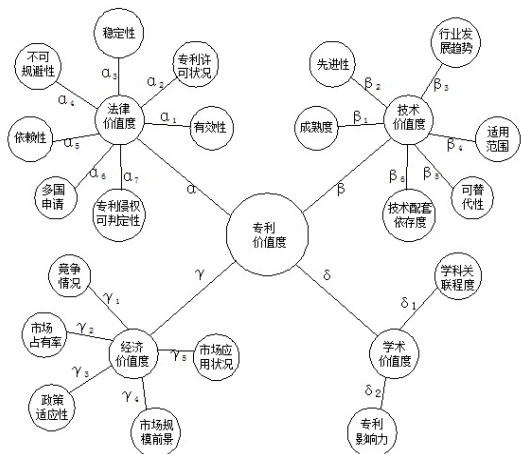 稳定性
不可
规避性
α₃
专利许
可状况
α₂
α₄
法律
价值度
α₁
有效性
依赖性
α₅
α₆
α₇
多国
申请
专利侵权
可判定性
α
行业发
展趋势
先进性
β₂
β₃
成熟度
β₁
技术
价值度
β₄
适用
范围
β₆
β₅
技术配套
依存度
可替
代性
β
专利
价值度
竞争
情况
γ
γ₁
市场
占有率
γ₂
经济
价值度
γ₅
市场应
用状况
γ₃
政策
适应性
γ₄
市场规
模前景
δ
学科关
联程度
δ₁
学术
价值度
δ₂
专利
影响力